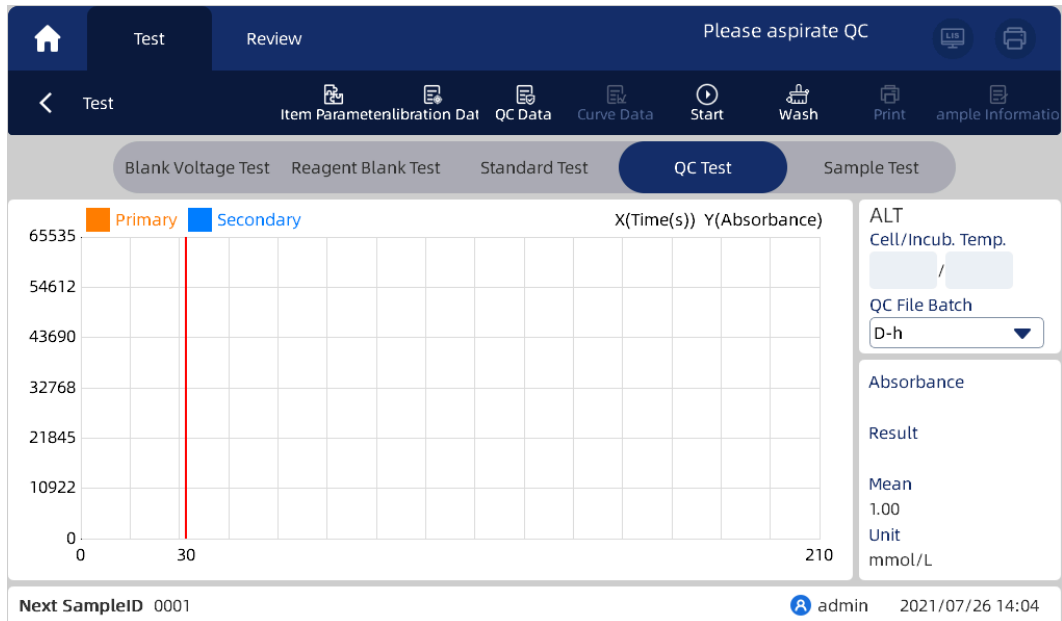 Test Review Please aspirate QC LIS
Test Item Parameter alibration Dat QC Data Curve Data Start Wash Print ample Informatio
Blank Voltage Test Reagent Blank Test Standard Test QC Test Sample Test
Primary Secondary X(Time(s)) Y(Absorbance)
65535
54612
43690
32768
21845
10922
0
0 30 210
ALT
Cell/Incub. Temp.
/
QC File Batch
D-h
Absorbance
Result
Mean
1.00
Unit
mmol/L
Next SampleID 0001 admin 2021/07/26 14:04